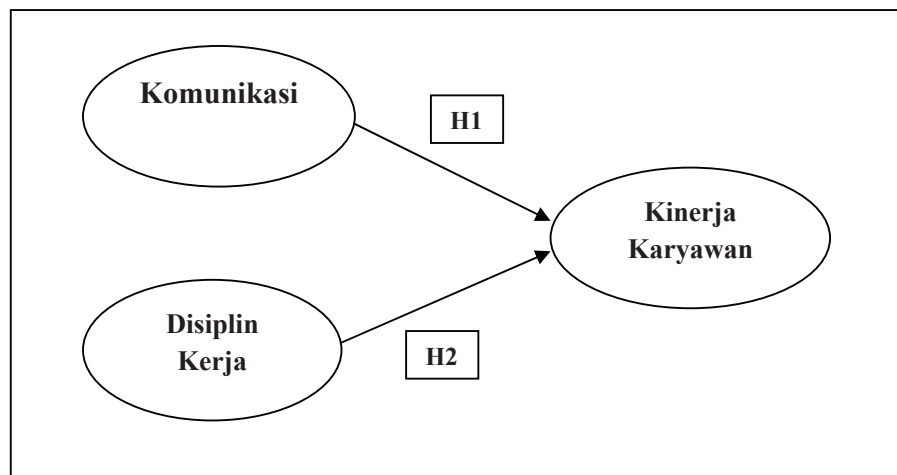 Komunikasi
H1
Kinerja
Karyawan
Disiplin
Kerja
H2